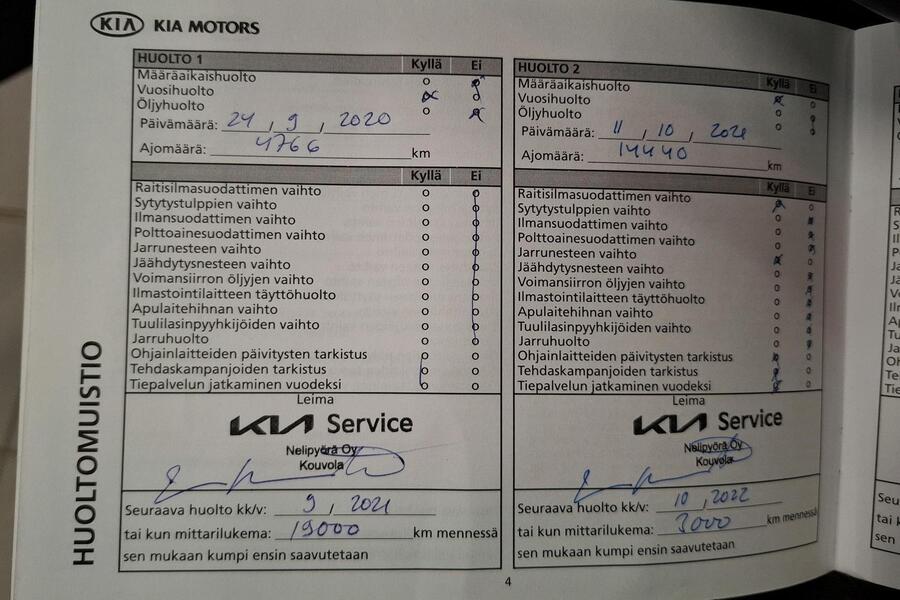 KIA KIA MOTORS
HUOLTOMUISTIO
HUOLTO 1 Kyllä Ei
Määräaikaishuolto
Vuosihuolto
Öljyhuolto
Päivämäärä: 24, 9, 2020
Ajomäärä: 4766 km
Kyllä Ei
Raitisilmasuodattimen vaihto
Sytytystulppien vaihto
Ilmansuodattimen vaihto
Polttoainesuodattimen vaihto
Jarrunesteen vaihto
Jäähdytysnesteen vaihto
Voimansiirron öljyjen vaihto
Ilmastointilaitteen täyttöhuolto
Apulaitehihnan vaihto
Tuulilasinpyyhkijöiden vaihto
Jarruhuolto
Ohjainlaitteiden päivitysten tarkistus
Tehdaskampanjoiden tarkistus
Tiepalvelun jatkaminen vuodeksi
Leima
KIA Service
Nelipyörä Oy
Kouvola
Seuraava huolto kk/v: 9, 2021
tai kun mittarilukema: 19000 km mennessä
sen mukaan kumpi ensin saavutetaan
HUOLTO 2 Kyllä Ei
Määräaikaishuolto
Vuosihuolto
Öljyhuolto
Päivämäärä: 11, 10, 2021
Ajomäärä: 14440 km
Kyllä Ei
Raitisilmasuodattimen vaihto
Sytytystulppien vaihto
Ilmansuodattimen vaihto
Polttoainesuodattimen vaihto
Jarrunesteen vaihto
Jäähdytysnesteen vaihto
Voimansiirron öljyjen vaihto
Ilmastointilaitteen täyttöhuolto
Apulaitehihnan vaihto
Tuulilasinpyyhkijöiden vaihto
Jarruhuolto
Ohjainlaitteiden päivitysten tarkistus
Tehdaskampanjoiden tarkistus
Tiepalvelun jatkaminen vuodeksi
Leima
KIA Service
Nelipyörä Oy
Kouvola
Seuraava huolto kk/v: 10, 2022
tai kun mittarilukema: 3000 km mennessä
sen mukaan kumpi ensin saavutetaan
4